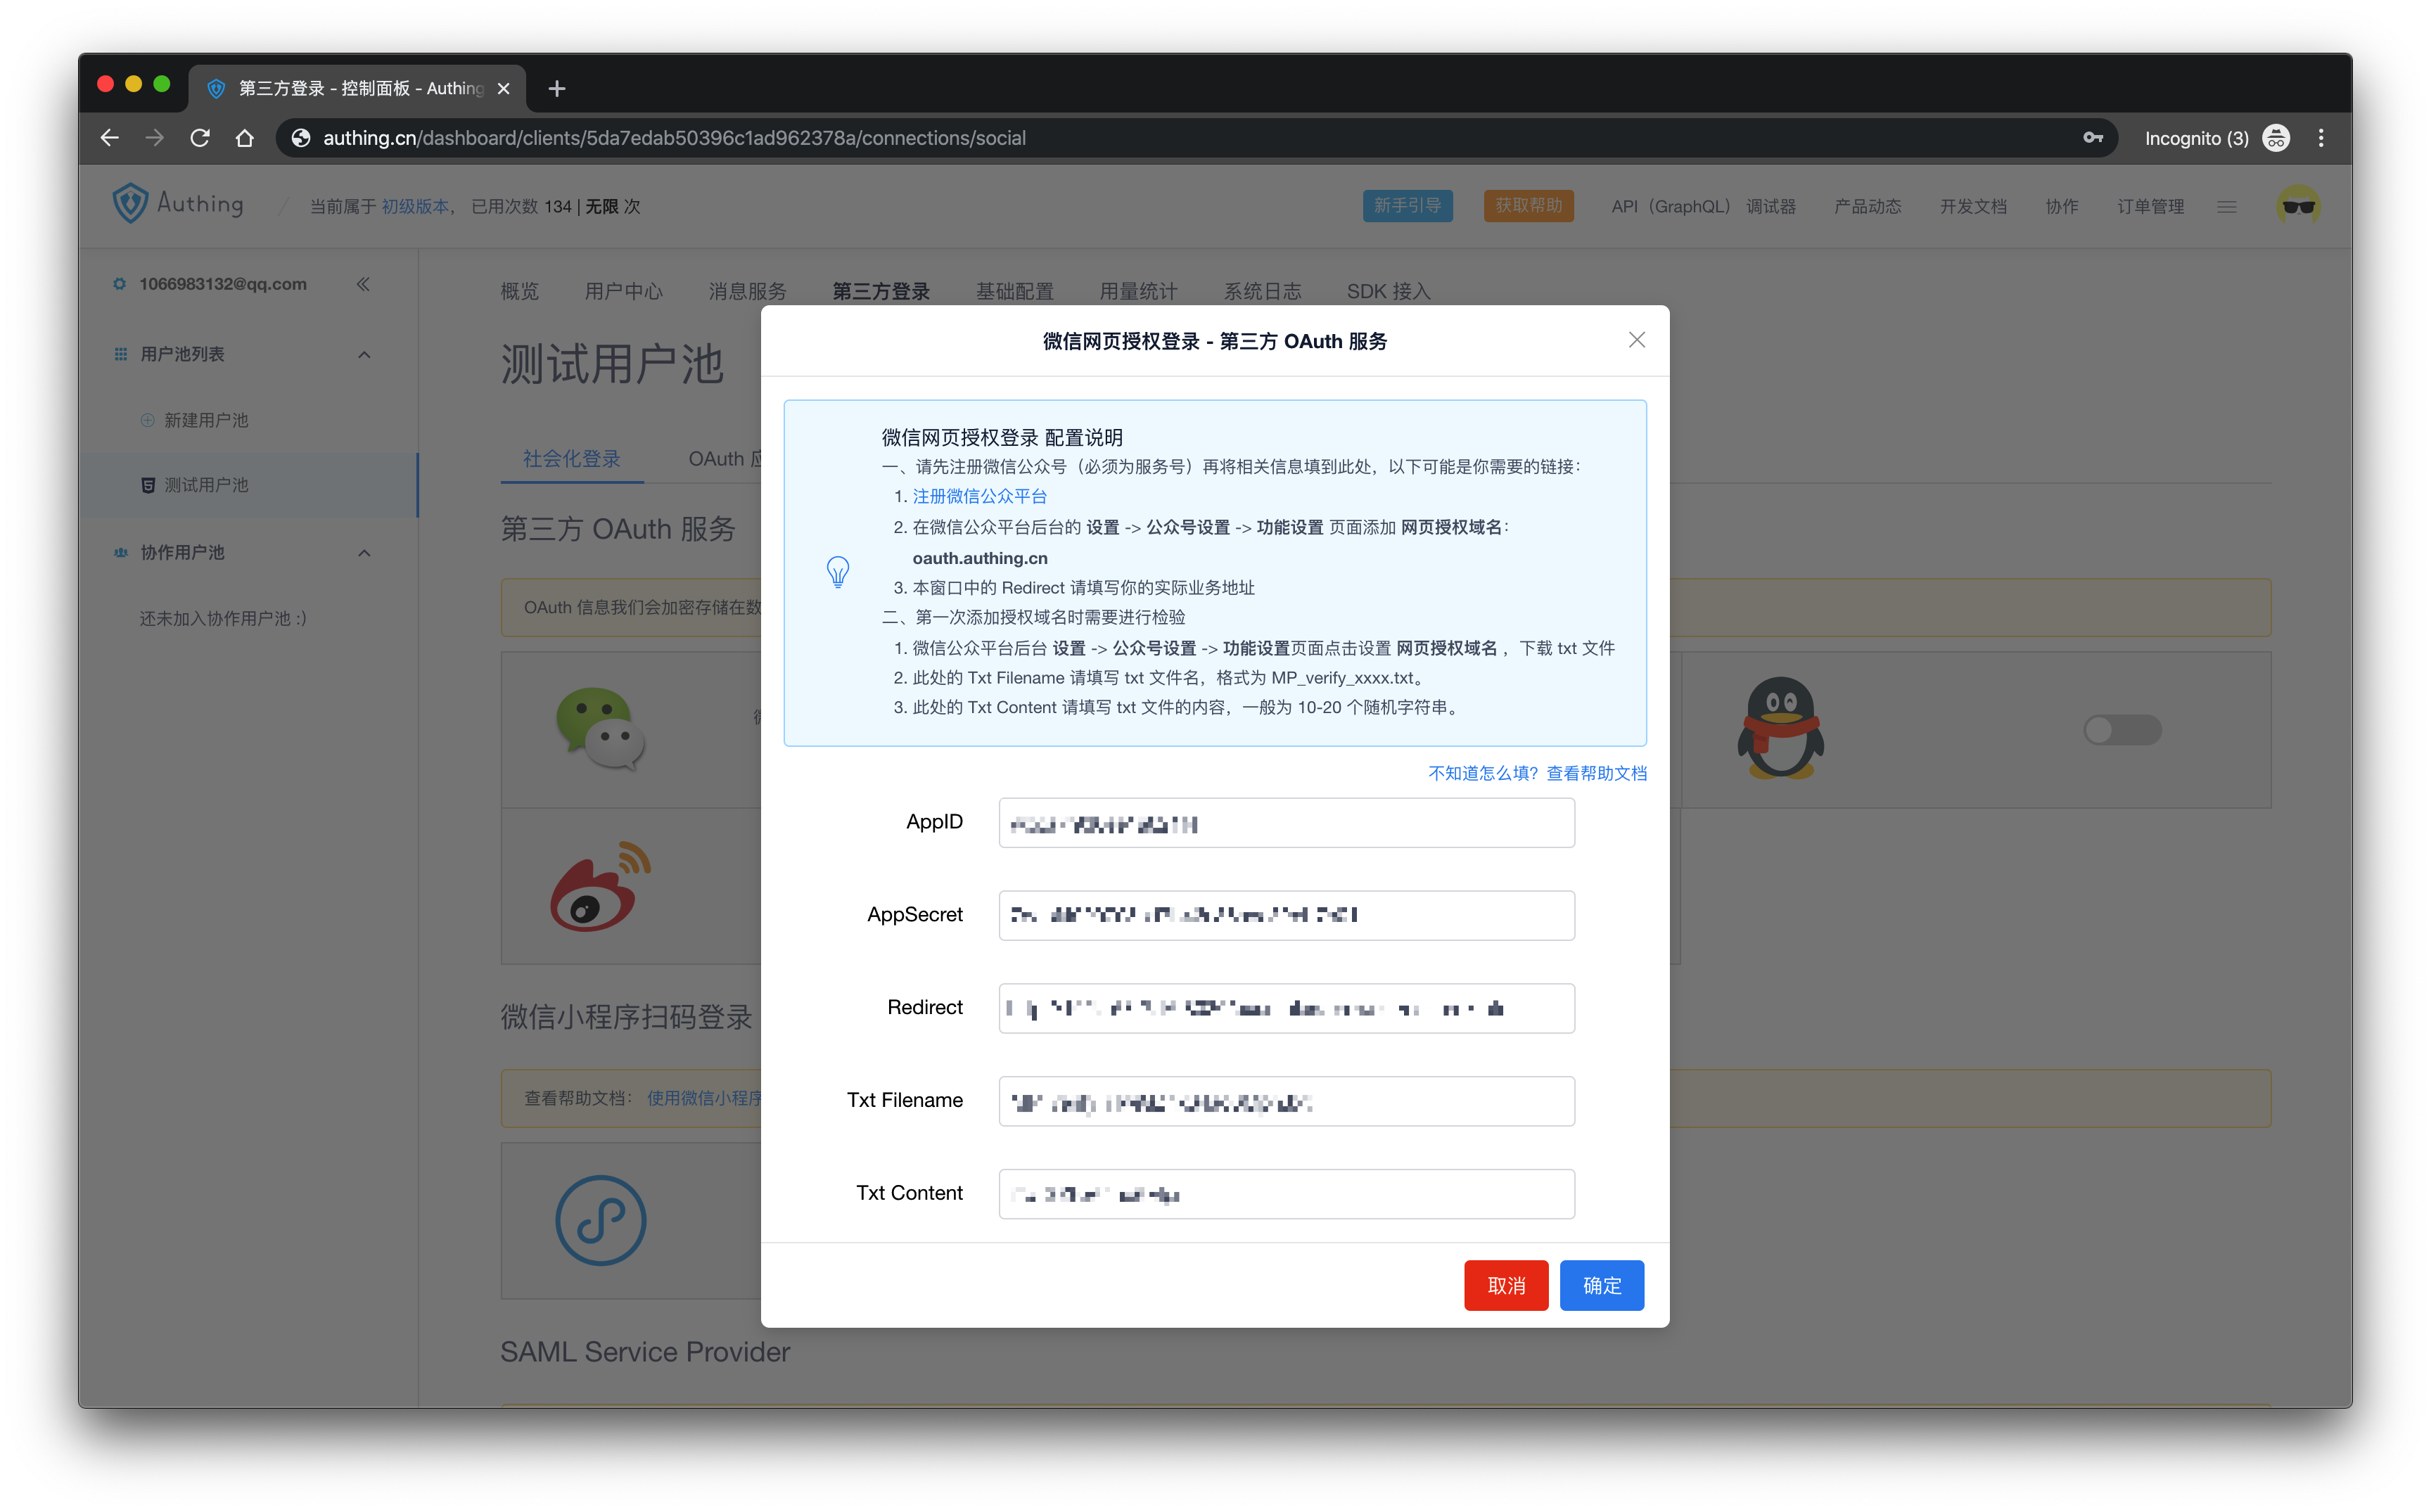 第三方登录 - 控制面板 - Authing
authing.cn/dashboard/clients/5da7edab50396c1ad962378a/connections/social
Incognito (3)
Authing / 当前属于 初级版本， 已用次数 134 | 无限 次
新手引导 获取帮助 API（GraphQL） 调试器 产品动态 开发文档 协作 订单管理
1066983132@qq.com
用户池列表
新建用户池
测试用户池
协作用户池
还未加入协作用户池 :)
概览 用户中心 消息服务 第三方登录 基础配置 用量统计 系统日志 SDK 接入
测试用户池
社会化登录 OAuth
第三方 OAuth 服务
OAuth 信息我们会加密存储在数
微信小程序扫码登录
查看帮助文档： 使用微信小程序
SAML Service Provider
微信网页授权登录 - 第三方 OAuth 服务
微信网页授权登录 配置说明
一、请先注册微信公众号（必须为服务号）再将相关信息填到此处，以下可能是你需要的链接：
1. 注册微信公众平台
2. 在微信公众平台后台的 设置 -> 公众号设置 -> 功能设置 页面添加 网页授权域名：
oauth.authing.cn
3. 本窗口中的 Redirect 请填写你的实际业务地址
二、第一次添加授权域名时需要进行检验
1. 微信公众平台后台 设置 -> 公众号设置 -> 功能设置页面点击设置 网页授权域名 ，下载 txt 文件
2. 此处的 Txt Filename 请填写 txt 文件名，格式为 MP_verify_xxxx.txt。
3. 此处的 Txt Content 请填写 txt 文件的内容，一般为 10-20 个随机字符串。
不知道怎么填？查看帮助文档
AppID
AppSecret
Redirect
Txt Filename
Txt Content
取消 确定